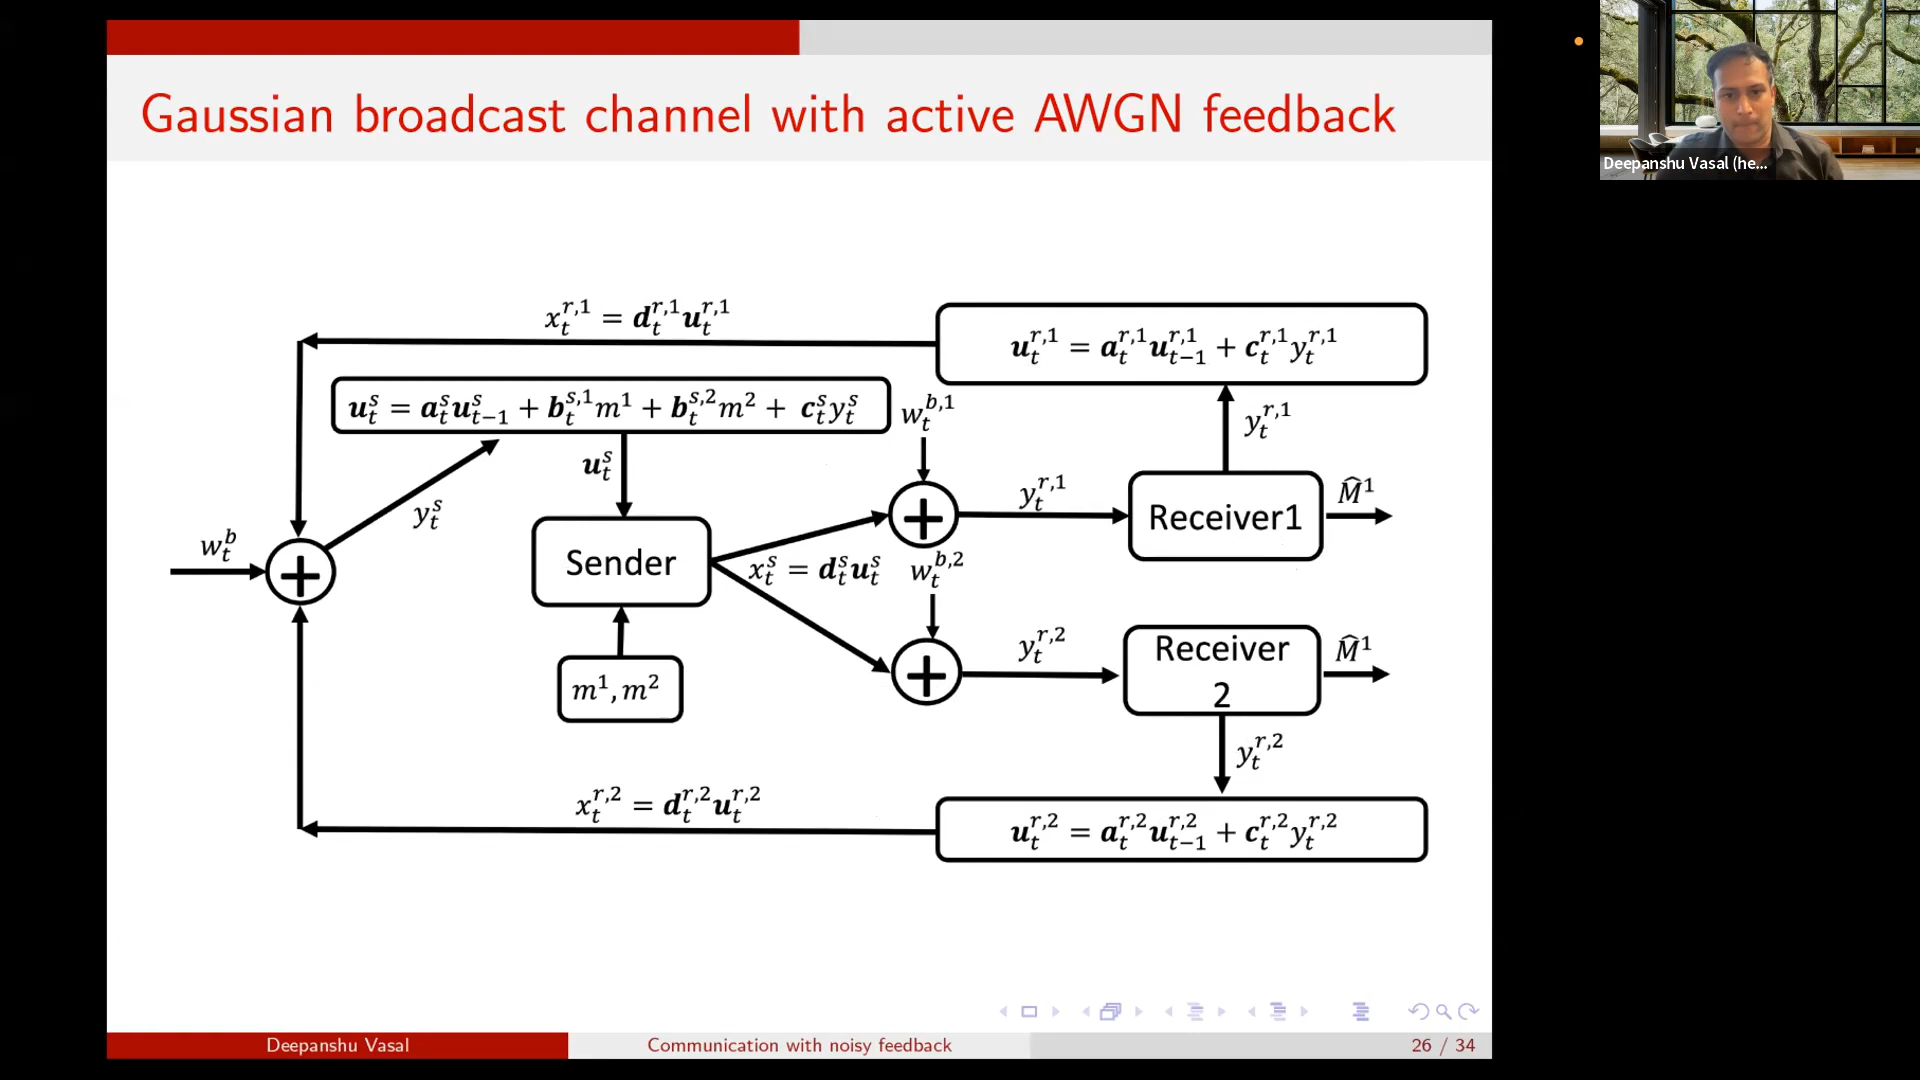 Gaussian broadcast channel with active AWGN feedback
Deepanshu Vasal (he...
x_t^{r,1} = d_t^{r,1} u_t^{r,1}
u_t^{r,1} = a_t^{r,1} u_{t-1}^{r,1} + c_t^{r,1} y_t^{r,1}
u_t^s = a_t^s u_{t-1}^s + b_t^{s,1} m^1 + b_t^{s,2} m^2 + c_t^s y_t^s
w_t^{b,1}
y_t^{r,1}
u_t^s
y_t^s
y_t^{r,1}
M̂^1
Receiver1
w_t^b
Sender
x_t^s = d_t^s u_t^s
w_t^{b,2}
y_t^{r,2}
Receiver
2
M̂^1
m^1, m^2
y_t^{r,2}
x_t^{r,2} = d_t^{r,2} u_t^{r,2}
u_t^{r,2} = a_t^{r,2} u_{t-1}^{r,2} + c_t^{r,2} y_t^{r,2}
Deepanshu Vasal
Communication with noisy feedback
26 / 34